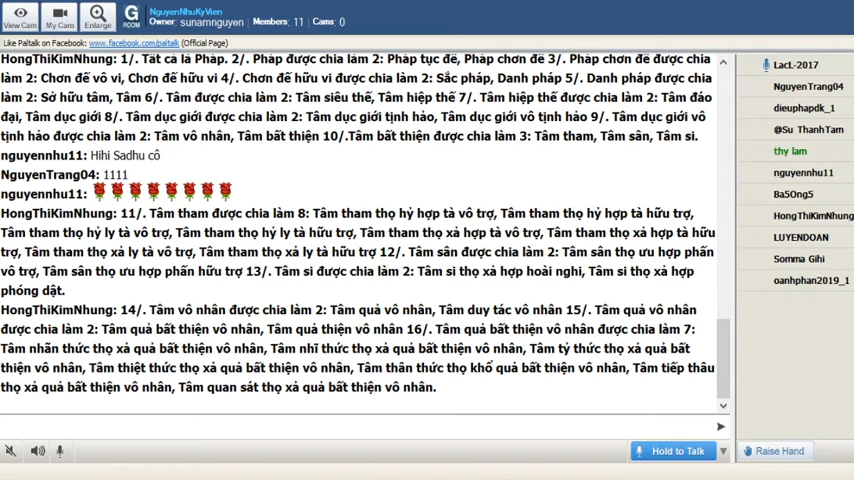 NguyenNhuKyVien
Owner: sunamnguyen Members: 11 Cams: 0
View Cam My Cam Enlarge G ROOM
Like Paltalk on Facebook: www.facebook.com/paltalk (Official Page)
HongThiKimNhung: 1/. Tất cả là Pháp. 2/. Pháp được chia làm 2: Pháp tục đế, Pháp chơn đế 3/. Pháp chơn đế được chia
làm 2: Chơn đế vô vi, Chơn đế hữu vi 4/. Chơn đế hữu vi được chia làm 2: Sắc pháp, Danh pháp 5/. Danh pháp được chia
làm 2: Sở hữu tâm, Tâm 6/. Tâm được chia làm 2: Tâm siêu thế, Tâm hiệp thế 7/. Tâm hiệp thế được chia làm 2: Tâm đáo
đại, Tâm dục giới 8/. Tâm dục giới được chia làm 2: Tâm dục giới tịnh hảo, Tâm dục giới vô tịnh hảo 9/. Tâm dục giới vô
tịnh hảo được chia làm 2: Tâm vô nhân, Tâm bất thiện 10/.Tâm bất thiện được chia làm 3: Tâm tham, Tâm sân, Tâm si.
nguyennhu11: Hihi Sadhu cô
NguyenTrang04: 1111
nguyennhu11:
HongThiKimNhung: 11/. Tâm tham được chia làm 8: Tâm tham thọ hỷ hợp tà vô trợ, Tâm tham thọ hỷ hợp tà hữu trợ,
Tâm tham thọ hỷ ly tà vô trợ, Tâm tham thọ hỷ ly tà hữu trợ, Tâm tham thọ xả hợp tà vô trợ, Tâm tham thọ xả hợp tà hữu
trợ, Tâm tham thọ xả ly tà vô trợ, Tâm tham thọ xả ly tà hữu trợ 12/. Tâm sân được chia làm 2: Tâm sân thọ ưu hợp phấn
vô trợ, Tâm sân thọ ưu hợp phấn hữu trợ 13/. Tâm si được chia làm 2: Tâm si thọ xả hợp hoài nghi, Tâm si thọ xả hợp
phóng dật.
HongThiKimNhung: 14/. Tâm vô nhân được chia làm 2: Tâm quả vô nhân, Tâm duy tác vô nhân 15/. Tâm quả vô nhân
được chia làm 2: Tâm quả bất thiện vô nhân, Tâm quả thiện vô nhân 16/. Tâm quả bất thiện vô nhân được chia làm 7:
Tâm nhãn thức thọ xả quả bất thiện vô nhân, Tâm nhĩ thức thọ xả quả bất thiện vô nhân, Tâm tỷ thức thọ xả quả bất
thiện vô nhân, Tâm thiệt thức thọ xả quả bất thiện vô nhân, Tâm thân thức thọ khổ quả bất thiện vô nhân, Tâm tiếp thâu
thọ xả quả bất thiện vô nhân, Tâm quan sát thọ xả quả bất thiện vô nhân.
Hold to Talk
LacL-2017
NguyenTrang04
dieuphapdk_1
@Su ThanhTam
thy lam
nguyennhu11
Ba5Ong5
HongThiKimNhung
LUYENDOAN
Somma Gihi
oanhphan2019_1
Raise Hand